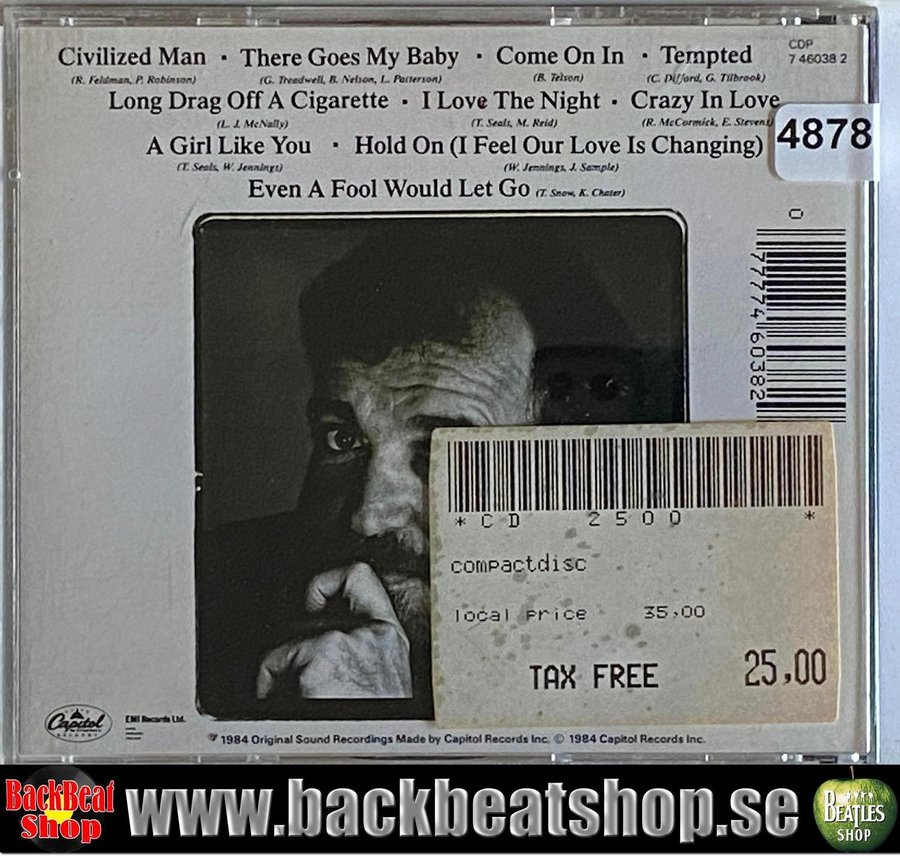 Civilized Man · There Goes My Baby · Come On In · Tempted
(R. Feldman, P. Robinson) (G. Treadwell, B. Nelson, L. Patterson) (B. Telson) (C. Difford, G. Tilbrook)
CDP
7 46038 2
Long Drag Off A Cigarette · I Love The Night · Crazy In Love
(L. J. McNally) (T. Seals, M. Reid) (R. McCormick, E. Stevens)
4878
A Girl Like You · Hold On (I Feel Our Love Is Changing)
(T. Seals, W. Jennings) (W. Jennings, J. Sample)
Even A Fool Would Let Go (T. Snow, K. Chater)
0
77774 60382
* C D 2 5 0 0 *
compactdisc
local price 35,00
TAX FREE 25,00
Capitol
RECORDS
EMI Records Ltd.
℗ 1984 Original Sound Recordings Made by Capitol Records Inc. © 1984 Capitol Records Inc.
BackBeat
Shop
www.backbeatshop.se
BEATLES
SHOP